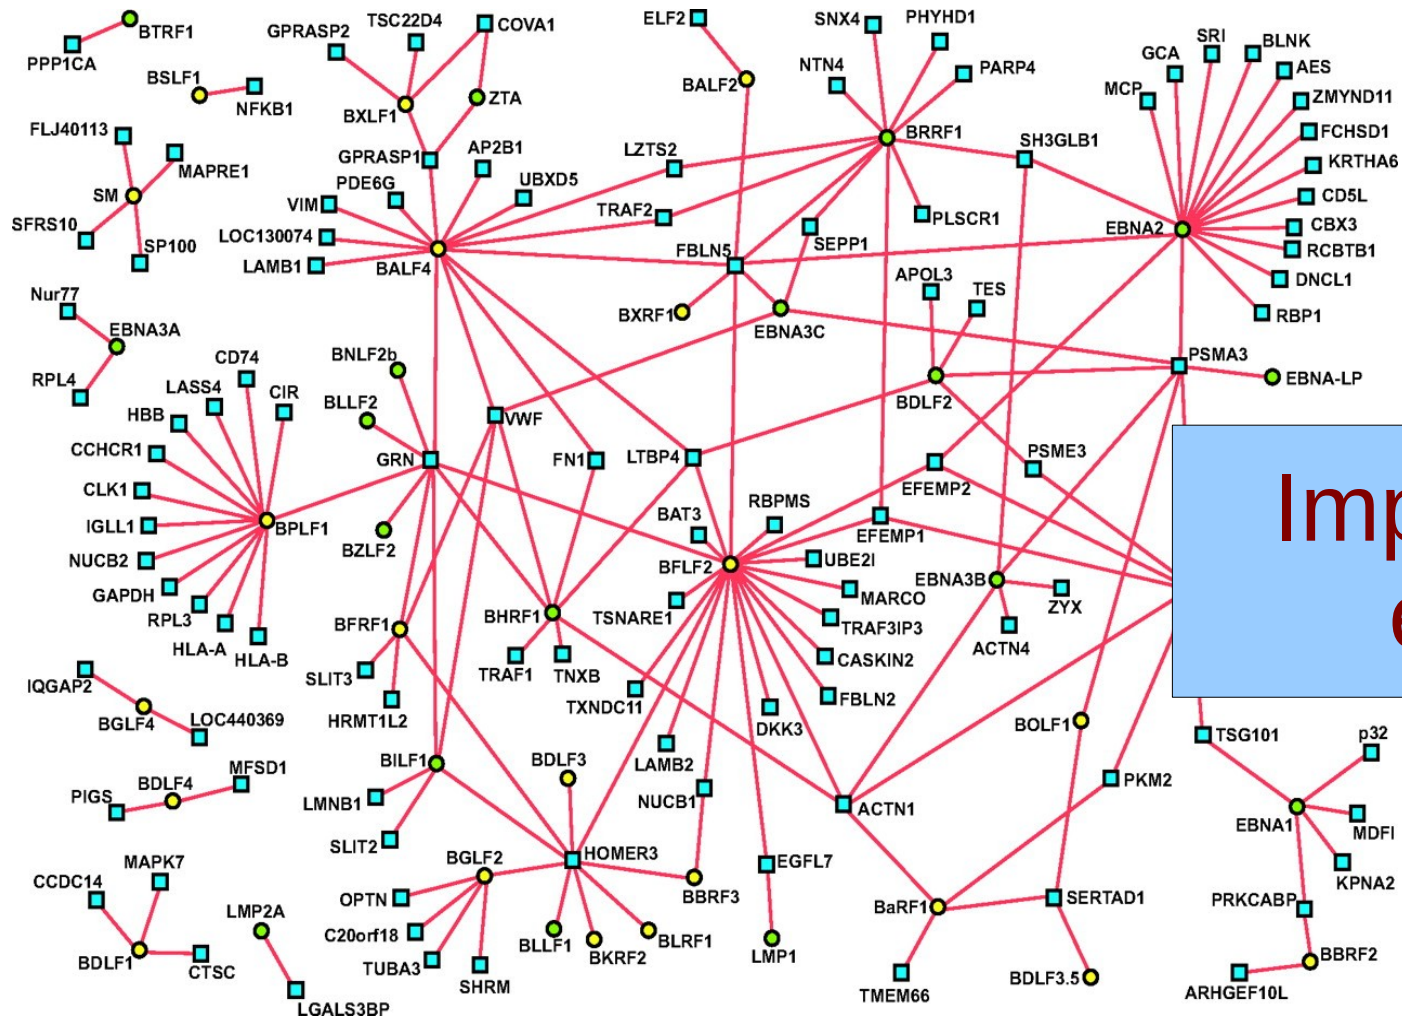 BTRF1
PPP1CA
BSLF1
NFKB1
FLJ40113
MAPRE1
SM
SFRS10
SP100
Nur77
EBNA3A
RPL4
GPRASP2
TSC22D4
COVA1
BXLF1
ZTA
GPRASP1
AP2B1
PDE6G
UBXD5
VIM
LOC130074
LAMB1
BALF4
ELF2
BALF2
LZTS2
TRAF2
FBLN5
BXRF1
EBNA3C
SEPP1
SNX4
PHYHD1
NTN4
PARP4
BRRF1
PLSCR1
SH3GLB1
APOL3
TES
BDLF2
MCP
GCA
SRI
BLNK
AES
ZMYND11
FCHSD1
KRTHA6
CD5L
CBX3
RCBTB1
DNCL1
RBP1
EBNA2
PSMA3
EBNA-LP
CD74
LASS4
CIR
HBB
CCHCR1
CLK1
IGLL1
NUCB2
GAPDH
RPL3
HLA-A
HLA-B
BPLF1
BNLF2b
BLLF2
GRN
BZLF2
VWF
FN1
LTBP4
BFRF1
SLIT3
HRMT1L2
BHRF1
TRAF1
TNXB
BAT3
RBPMS
BFLF2
UBE2I
MARCO
TRAF3IP3
CASKIN2
FBLN2
DKK3
TSNARE1
TXNDC11
LAMB2
NUCB1
EFEMP2
EFEMP1
PSME3
EBNA3B
ZYX
ACTN4
Imp
e
IQGAP2
BGLF4
LOC440369
PIGS
BDLF4
MFSD1
CCDC14
MAPK7
BDLF1
CTSC
LMP2A
LGALS3BP
BILF1
LMNB1
SLIT2
BDLF3
HOMER3
BGLF2
OPTN
C20orf18
TUBA3
SHRM
BLLF1
BKRF2
BLRF1
BBRF3
EGFL7
LMP1
ACTN1
BOLF1
PKM2
BaRF1
TMEM66
SERTAD1
BDLF3.5
TSG101
p32
EBNA1
MDFI
KPNA2
PRKCABP
BBRF2
ARHGEF10L